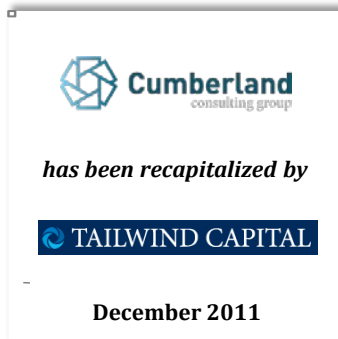 Cumberland
consulting group
has been recapitalized by
TAILWIND CAPITAL
December 2011